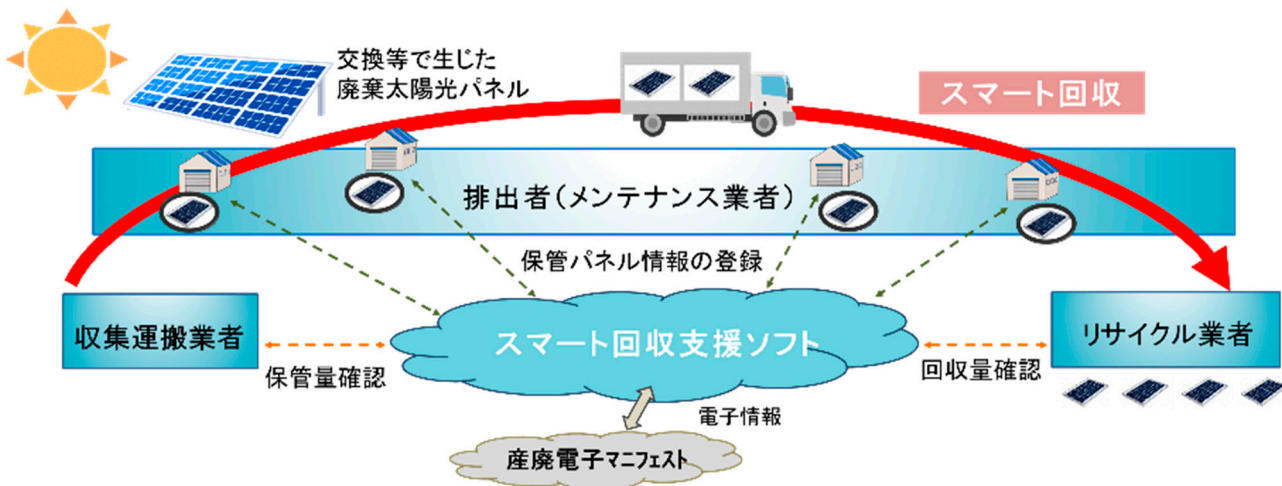 交換等で生じた
廃棄太陽光パネル
スマート回収
排出者(メンテナンス業者)
保管パネル情報の登録
収集運搬業者
スマート回収支援ソフト
リサイクル業者
保管量確認
回収量確認
電子情報
産廃電子マニフェスト